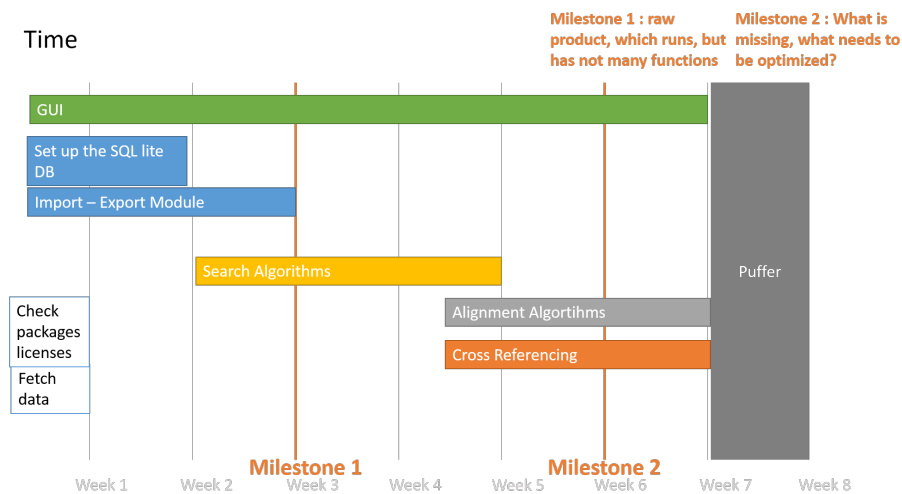 Time
Milestone 1 : raw
product, which runs, but
has not many functions
Milestone 2 : What is
missing, what needs to
be optimized?
GUI
Set up the SQL lite
DB
Import – Export Module
Search Algorithms
Puffer
Check
packages
licenses
Alignment Algortihms
Cross Referencing
Fetch
data
Milestone 1
Milestone 2
Week 1
Week 2
Week 3
Week 4
Week 5
Week 6
Week 7
Week 8